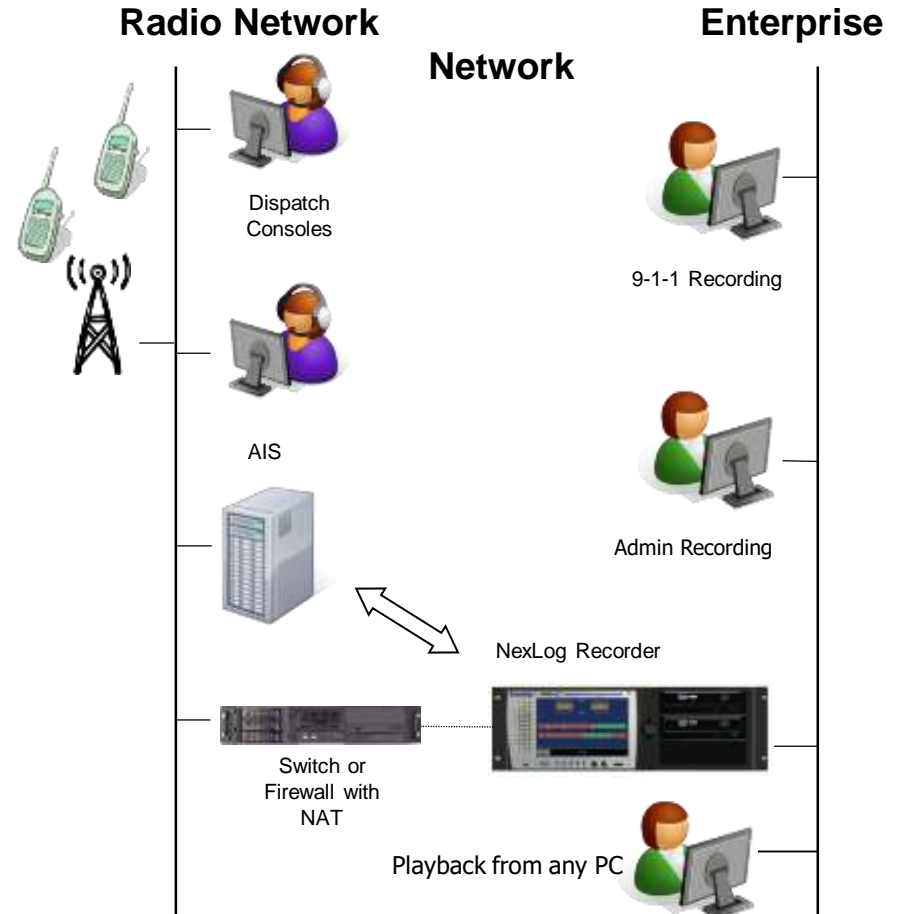 Radio Network
Enterprise
Network
Dispatch
Consoles
9-1-1 Recording
AIS
Admin Recording
NexLog Recorder
Switch or
Firewall with
NAT
Playback from any PC